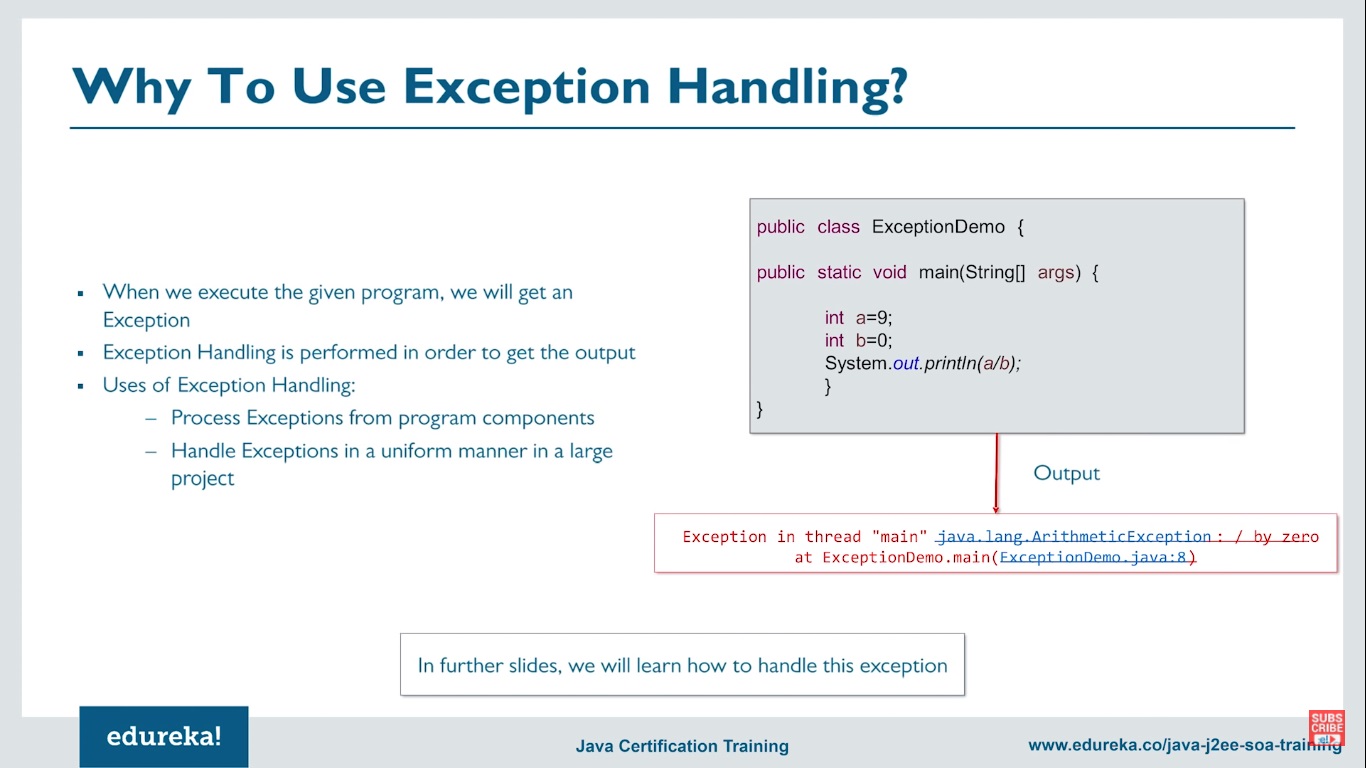 Why To Use Exception Handling?
▪ When we execute the given program, we will get an
Exception
▪ Exception Handling is performed in order to get the output
▪ Uses of Exception Handling:
– Process Exceptions from program components
– Handle Exceptions in a uniform manner in a large
project
public class ExceptionDemo {
public static void main(String[] args) {
int a=9;
int b=0;
System.out.println(a/b);
}
}
Output
Exception in thread "main" java.lang.ArithmeticException: / by zero
at ExceptionDemo.main(ExceptionDemo.java:8)
In further slides, we will learn how to handle this exception
edureka!
Java Certification Training
www.edureka.co/java-j2ee-soa-training
SUBS
CRIBE